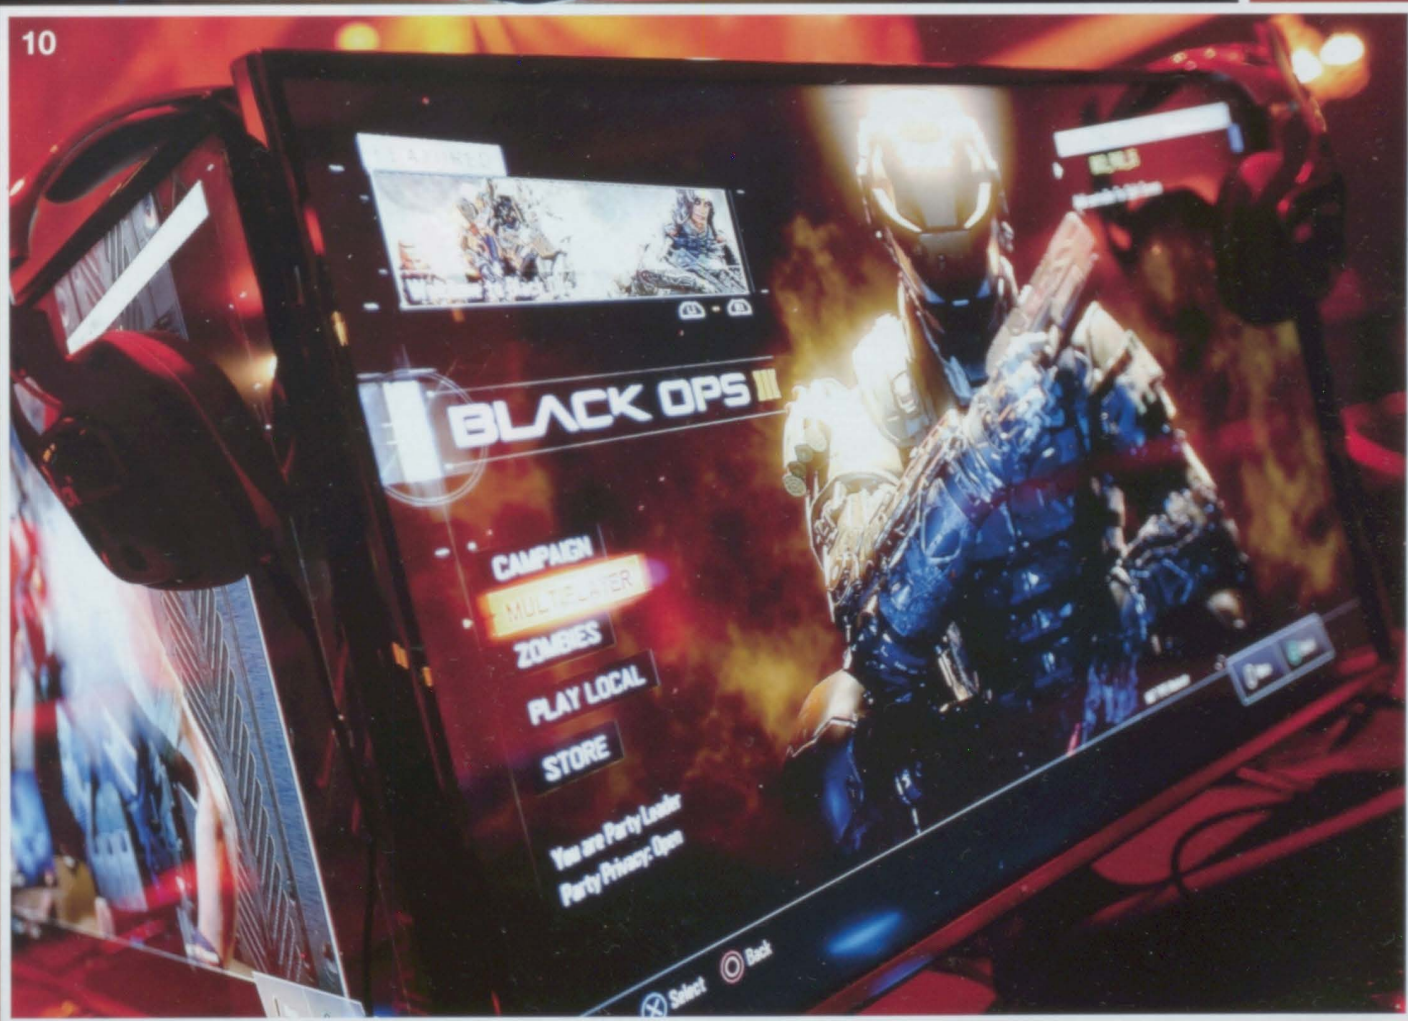 10
FEATURED
BLACK OPS III
CAMPAIGN
MULTIPLAYER
ZOMBIES
PLAY LOCAL
STORE
You are Party Leader
Party Privacy: Open
Select
Back